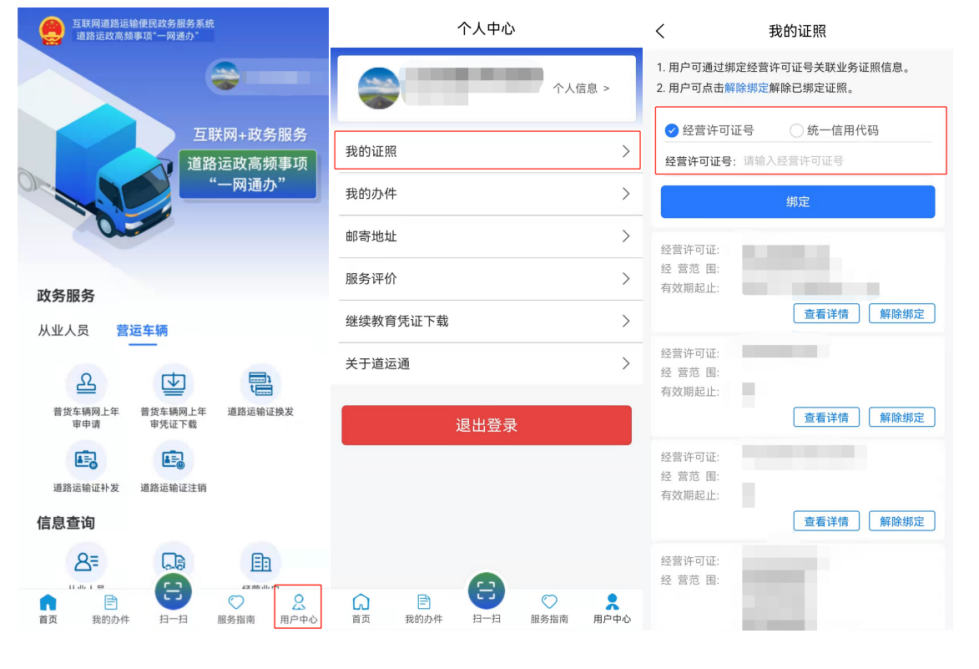 互联网道路运输便民政务服务系统
道路运政高频事项"一网通办"
互联网+政务服务
道路运政高频事项
“一网通办”
政务服务
从业人员 营运车辆
普货车辆网上年
审申请
普货车辆网上年
审凭证下载
道路运输证换发
道路运输证补发
道路运输证注销
信息查询
首页
我的办件
扫一扫
服务指南
用户中心
个人中心
个人信息 >
我的证照
我的办件
邮寄地址
服务评价
继续教育凭证下载
关于道运通
退出登录
首页
我的办件
扫一扫
服务指南
用户中心
我的证照
1. 用户可通过绑定经营许可证号关联业务证照信息。
2. 用户可点击解除绑定解除已绑定证照。
经营许可证号 统一信用代码
经营许可证号: 请输入经营许可证号
绑定
经营许可证:
经 营范 围:
有效期起止:
查看详情 解除绑定
经营许可证:
经 营范 围:
有效期起止:
查看详情 解除绑定
经营许可证:
经 营范 围:
有效期起止:
查看详情 解除绑定
经营许可证:
经 营范 围: